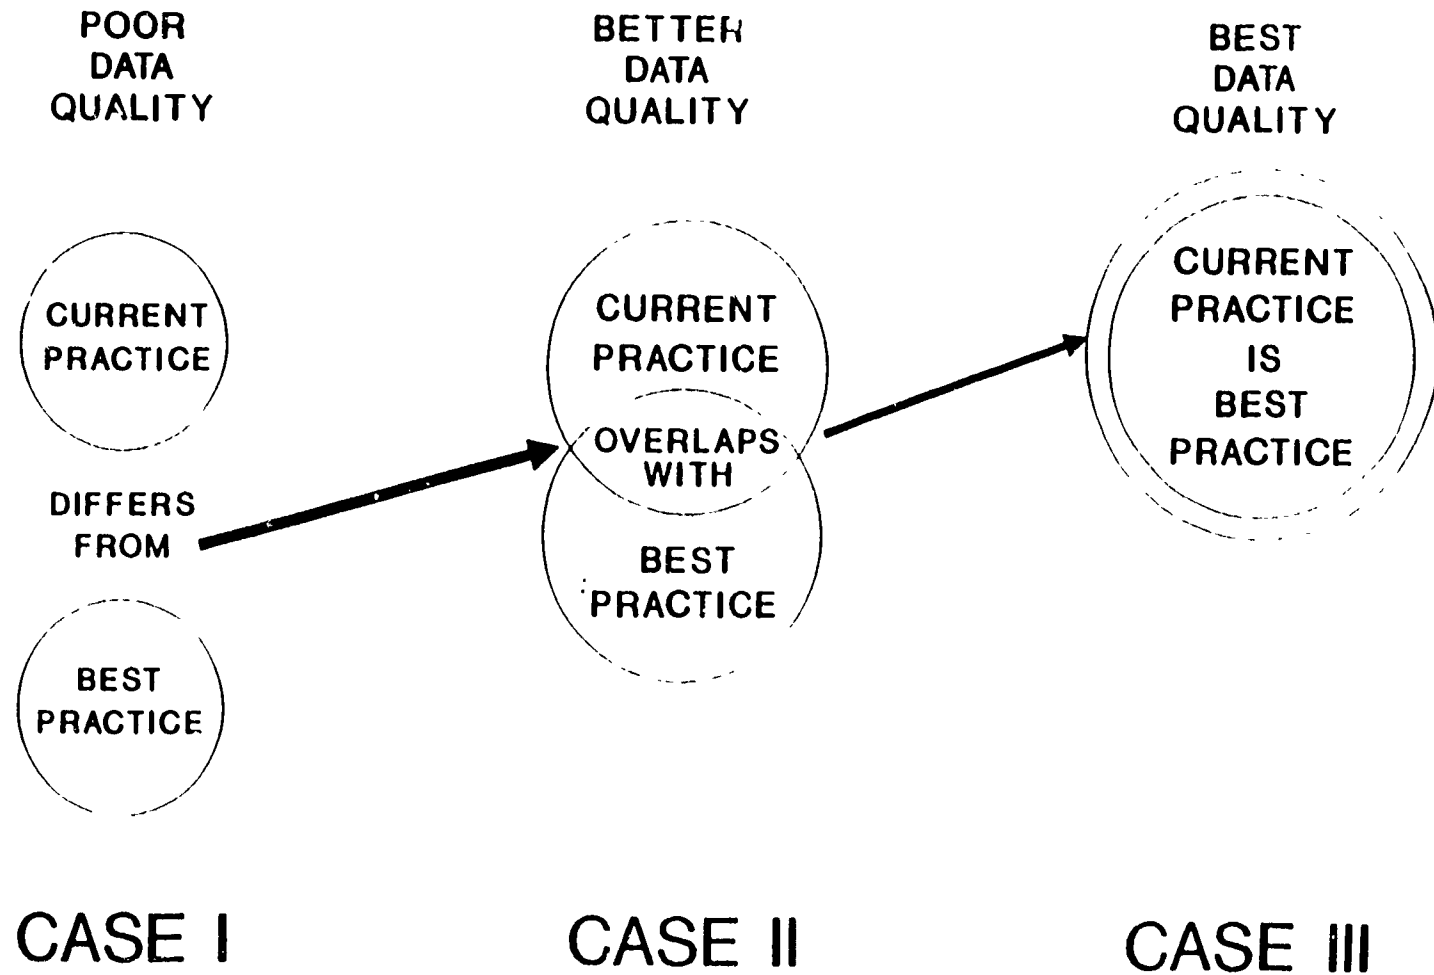 POOR
DATA
QUALITY
CURRENT
PRACTICE
DIFFERS
FROM
BEST
PRACTICE
CASE I
BETTER
DATA
QUALITY
CURRENT
PRACTICE
OVERLAPS
WITH
BEST
PRACTICE
CASE II
BEST
DATA
QUALITY
CURRENT
PRACTICE
IS
BEST
PRACTICE
CASE III